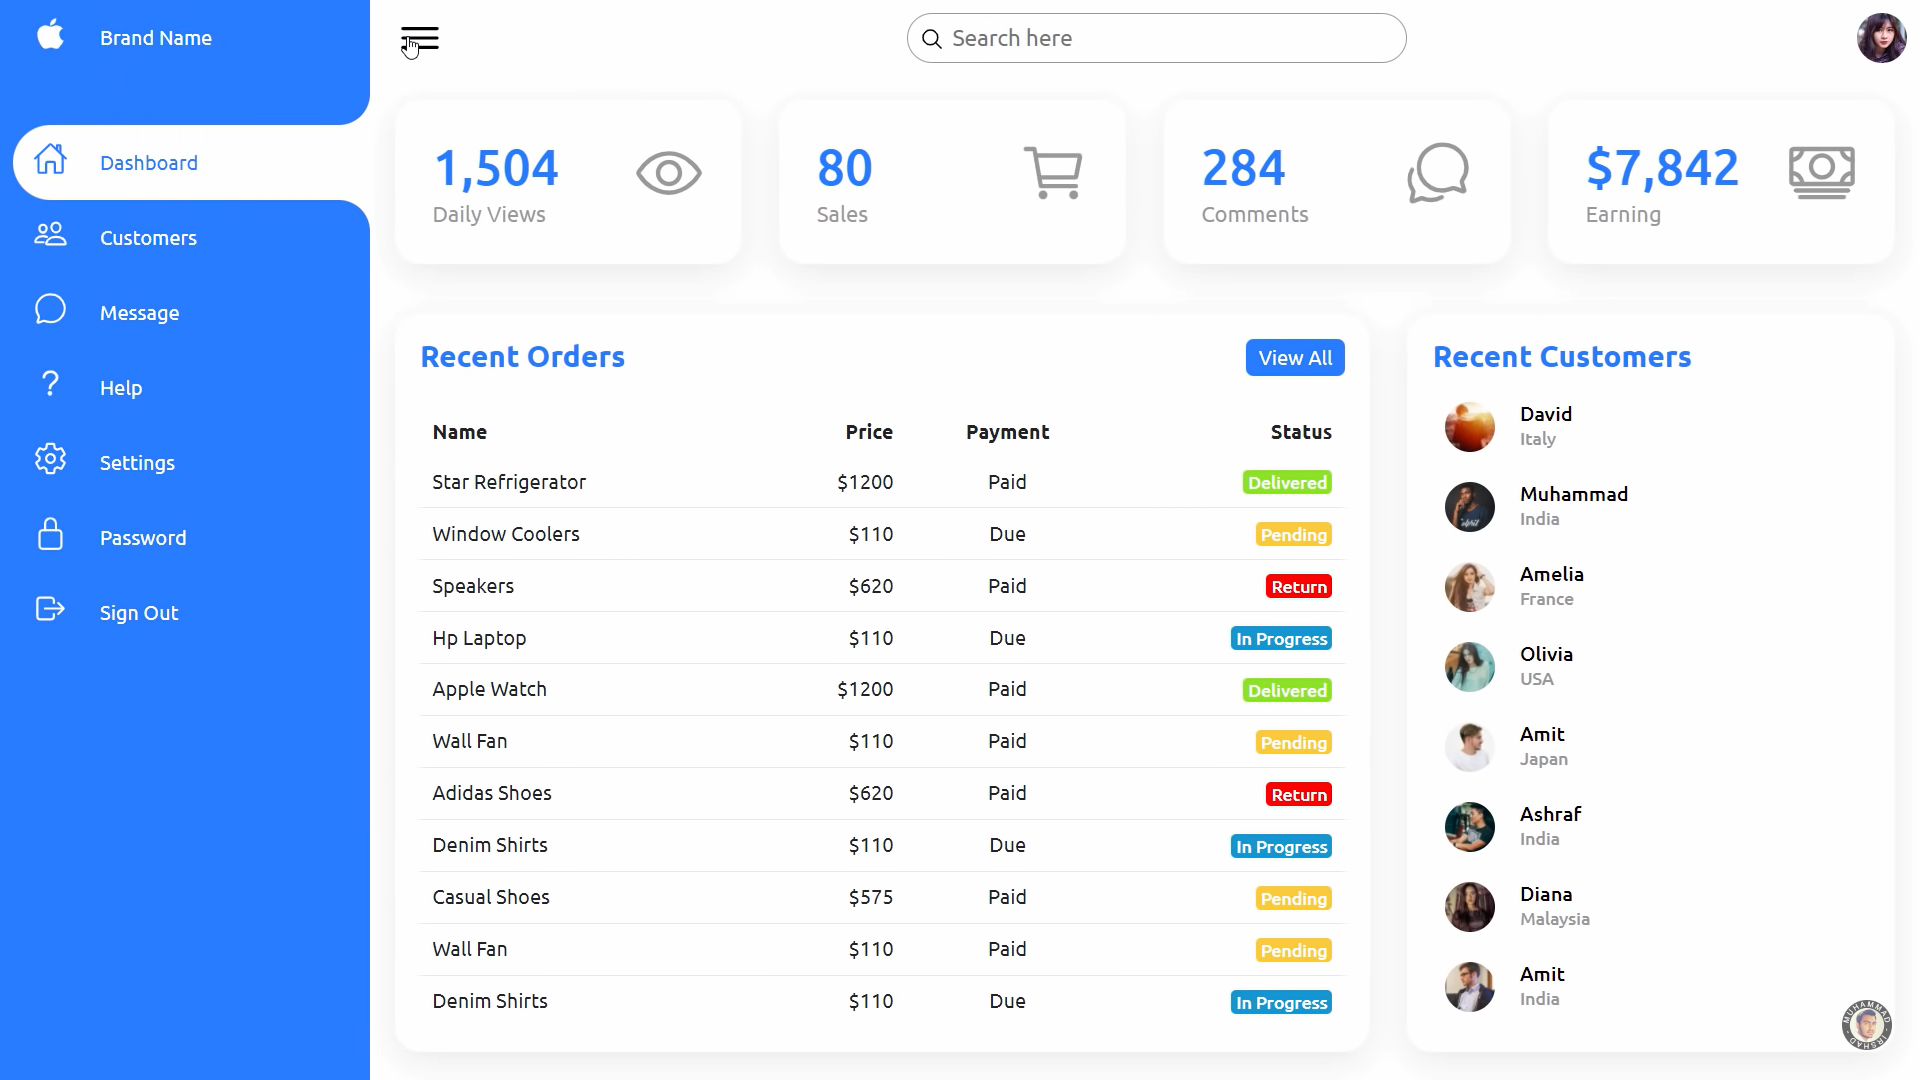 Brand Name
Search here
Dashboard
Customers
Message
Help
Settings
Password
Sign Out
1,504
Daily Views
80
Sales
284
Comments
$7,842
Earning
Recent Orders
View All
Name Price Payment Status
Star Refrigerator $1200 Paid Delivered
Window Coolers $110 Due Pending
Speakers $620 Paid Return
Hp Laptop $110 Due In Progress
Apple Watch $1200 Paid Delivered
Wall Fan $110 Paid Pending
Adidas Shoes $620 Paid Return
Denim Shirts $110 Due In Progress
Casual Shoes $575 Paid Pending
Wall Fan $110 Paid Pending
Denim Shirts $110 Due In Progress
Recent Customers
David
Italy
Muhammad
India
Amelia
France
Olivia
USA
Amit
Japan
Ashraf
India
Diana
Malaysia
Amit
India
MUHAMMAD IRSHAD